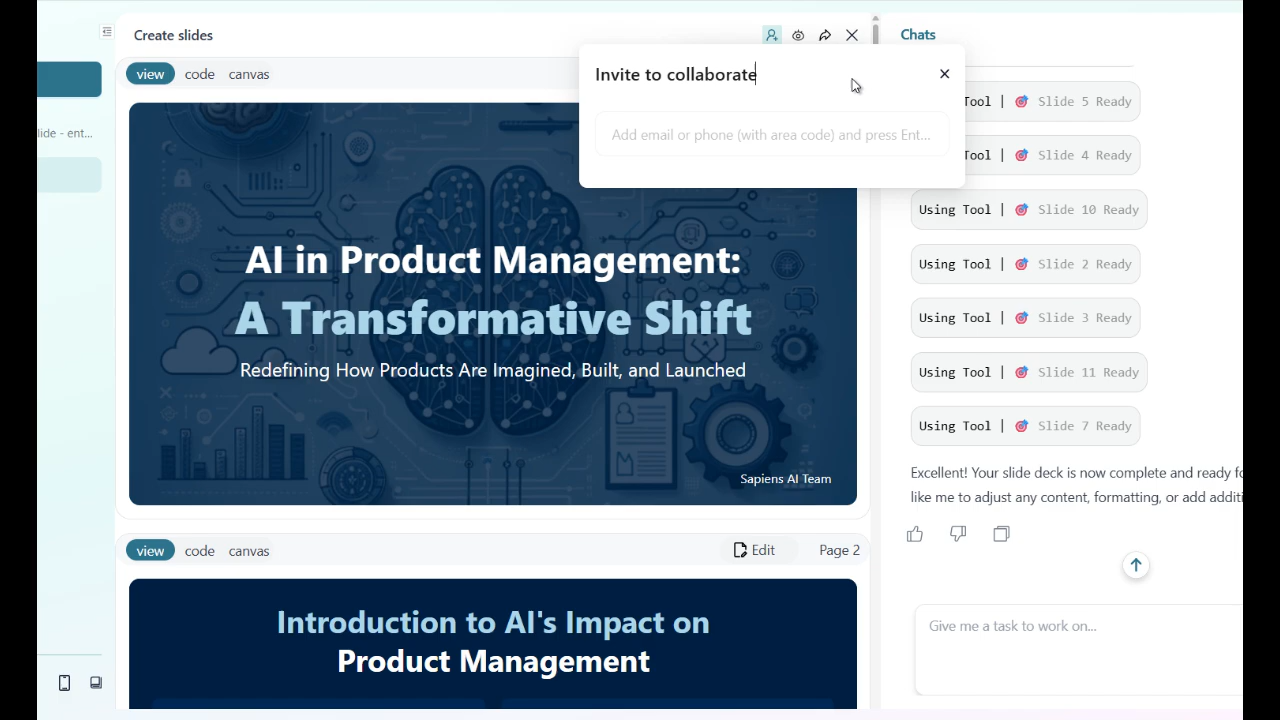 Create slides
Chats
view code canvas
Invite to collaborate
Add email or phone (with area code) and press Ent...
lide - ent...
AI in Product Management:
A Transformative Shift
Redefining How Products Are Imagined, Built, and Launched
Sapiens AI Team
view code canvas
Edit
Page 2
Introduction to AI's Impact on
Product Management
Tool | Slide 5 Ready
Tool | Slide 4 Ready
Using Tool | Slide 10 Ready
Using Tool | Slide 2 Ready
Using Tool | Slide 3 Ready
Using Tool | Slide 11 Ready
Using Tool | Slide 7 Ready
Excellent! Your slide deck is now complete and ready fo
like me to adjust any content, formatting, or add additi
Give me a task to work on...